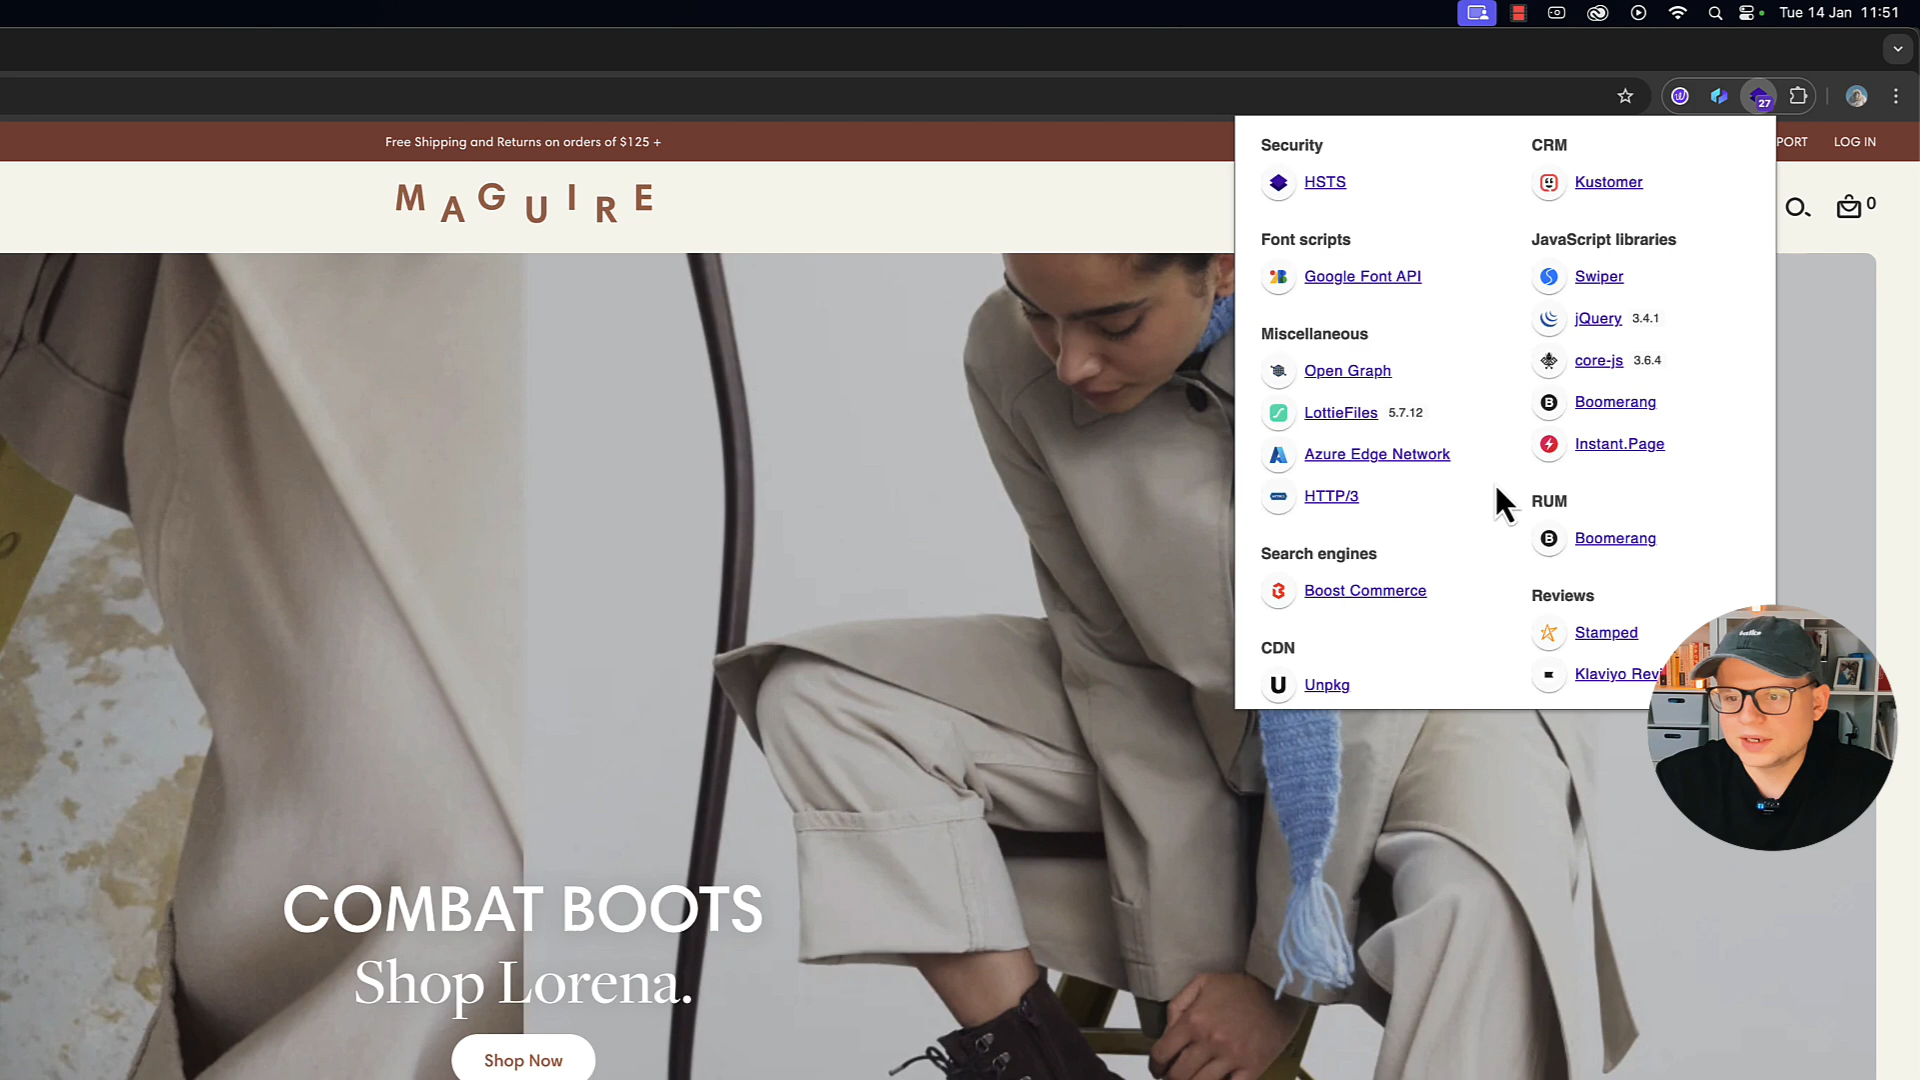 Tue 14 Jan 11:51
27
Free Shipping and Returns on orders of $125 +
PORT
LOG IN
MAGUIRE
0
Security
HSTS
Font scripts
Google Font API
Miscellaneous
Open Graph
LottieFiles 5.7.12
Azure Edge Network
HTTP/3
Search engines
Boost Commerce
CDN
Unpkg
CRM
Kustomer
JavaScript libraries
Swiper
jQuery 3.4.1
core-js 3.6.4
Boomerang
Instant.Page
RUM
Boomerang
Reviews
Stamped
Klaviyo Revi
COMBAT BOOTS
Shop Lorena.
Shop Now